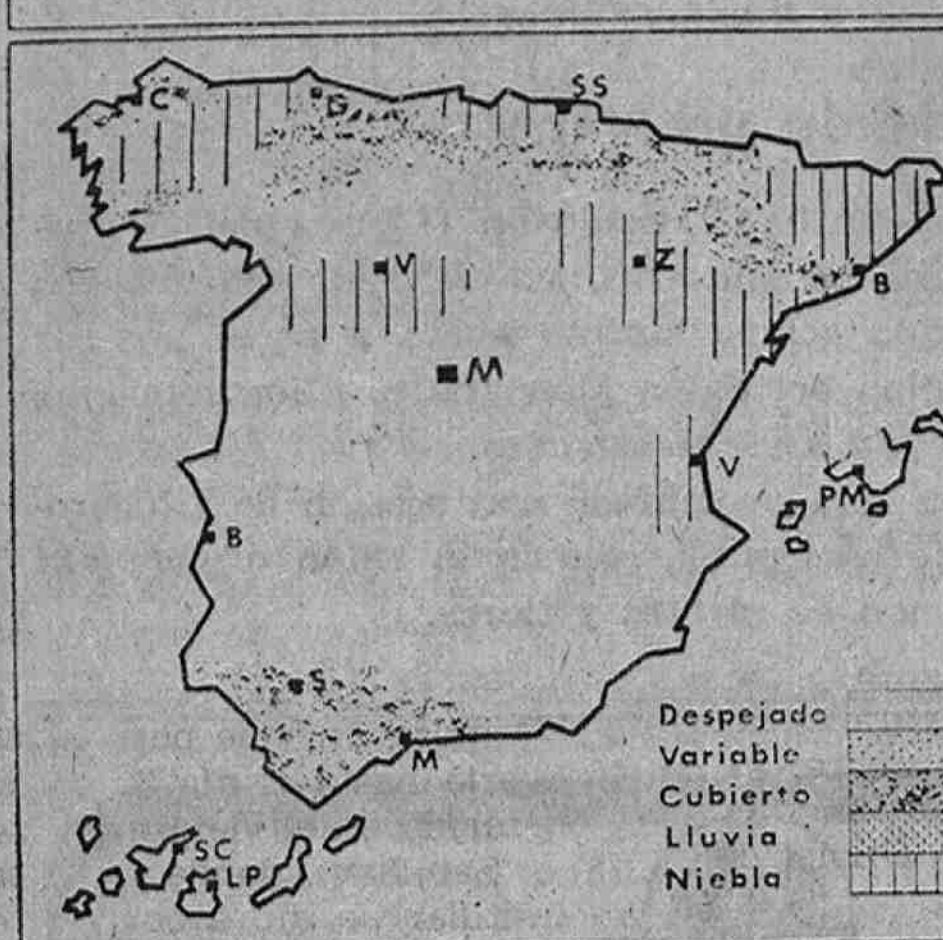 C
G
SS
V
Z
B
M
V
PM
B
S
M
SC
LP
Despejado
Variable
Cubierto
Lluvia
Niebla